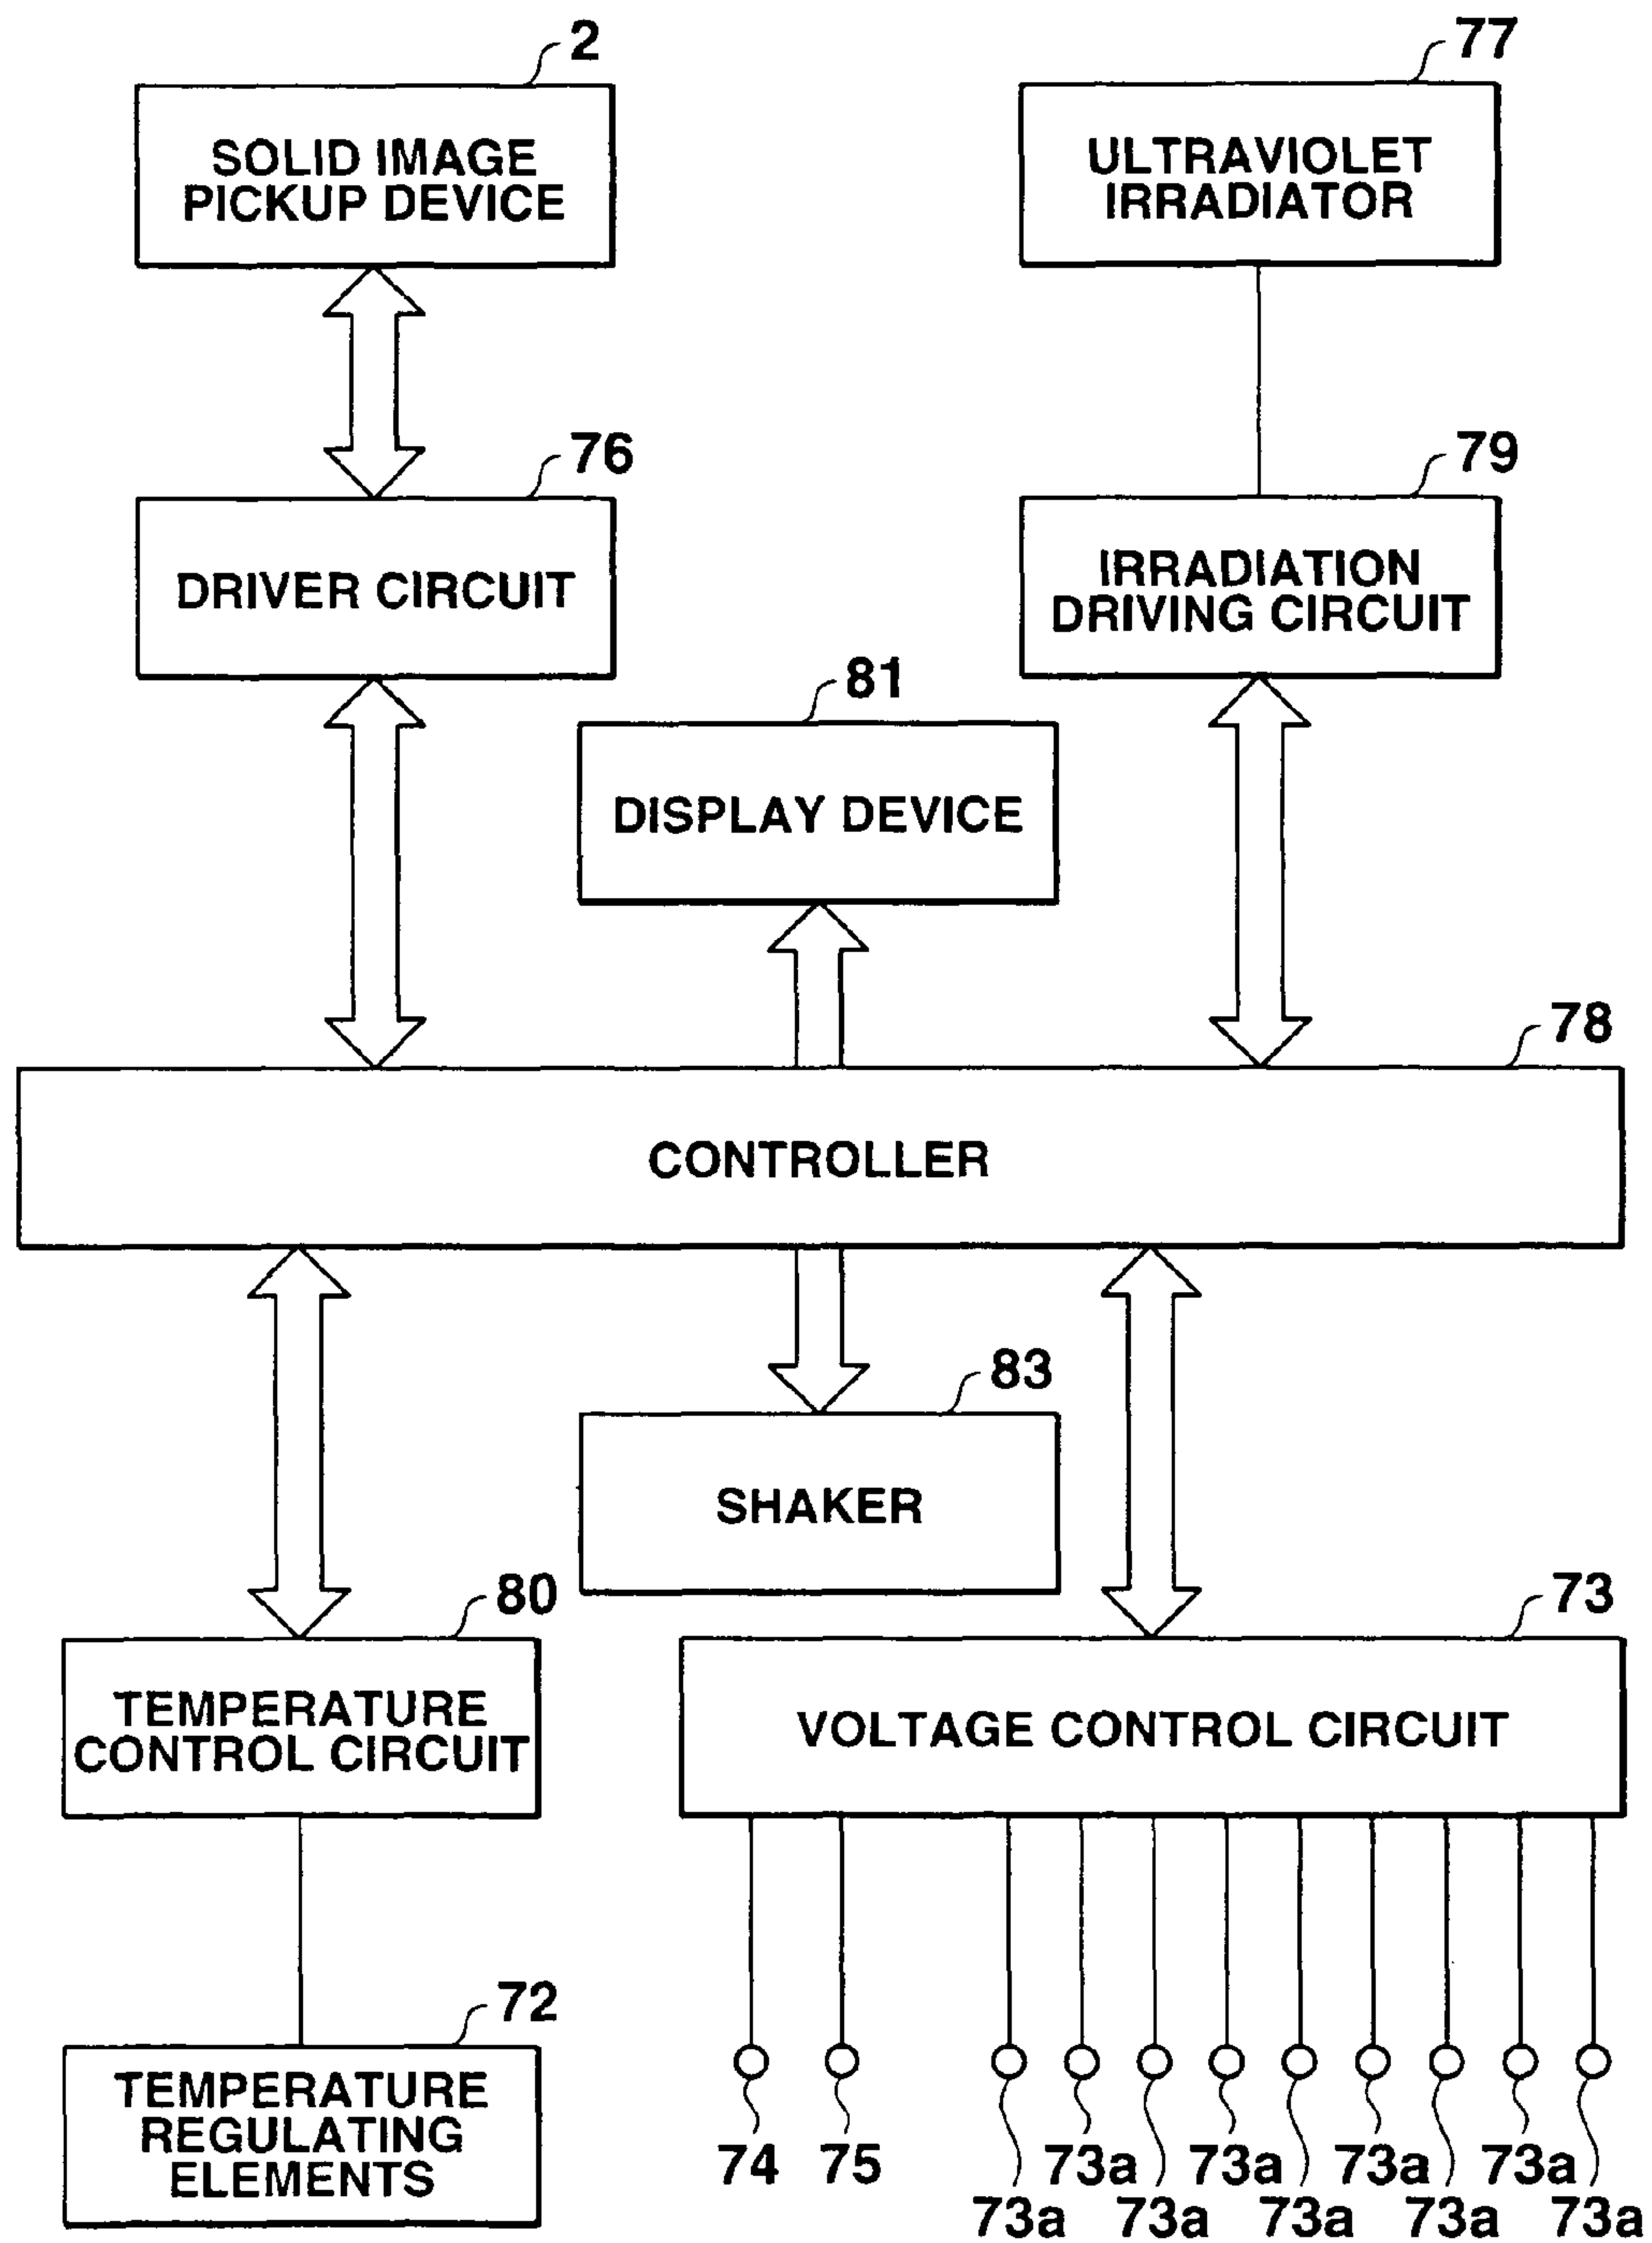 2
77
SOLID IMAGE
PICKUP DEVICE
ULTRAVIOLET
IRRADIATOR
76
79
DRIVER CIRCUIT
IRRADIATION
DRIVING CIRCUIT
81
DISPLAY DEVICE
78
CONTROLLER
83
SHAKER
80
73
TEMPERATURE
CONTROL CIRCUIT
VOLTAGE CONTROL CIRCUIT
72
TEMPERATURE
REGULATING
ELEMENTS
74 75 73a 73a 73a 73a
73a 73a 73a 73a 73a